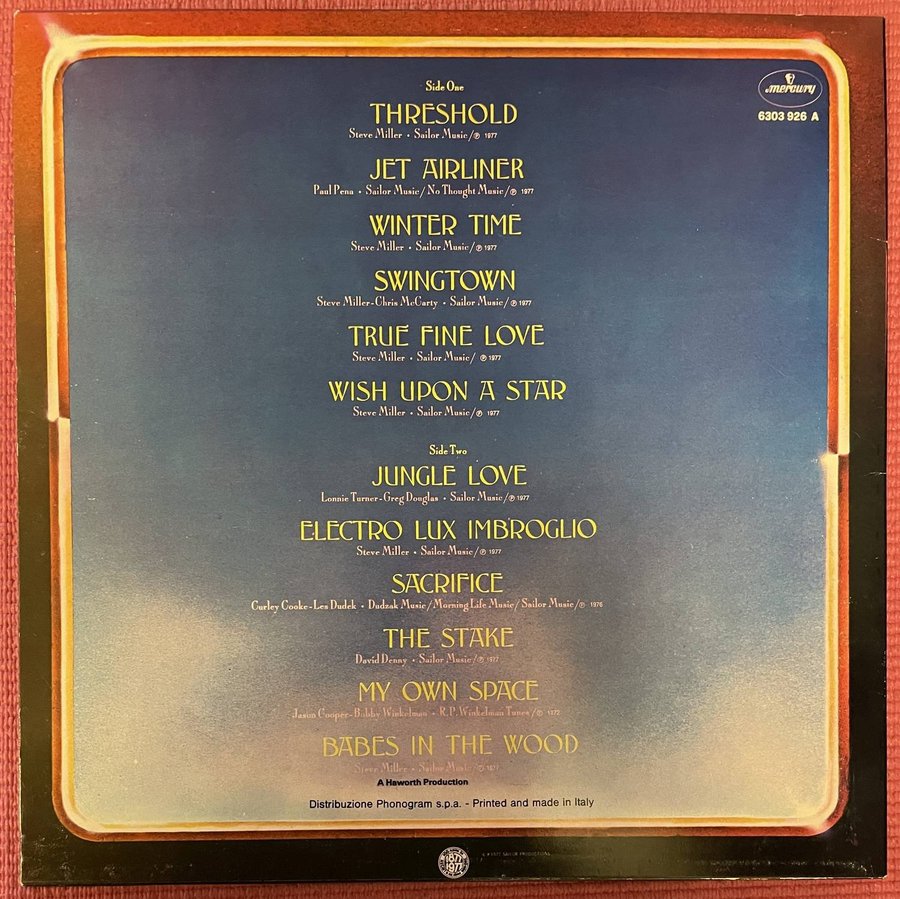 mercury
6303 926 A
Side One
THRESHOLD
Steve Miller • Sailor Music/℗ 1977
JET AIRLINER
Paul Pena • Sailor Music/No Thought Music/℗ 1977
WINTER TIME
Steve Miller • Sailor Music/℗ 1977
SWINGTOWN
Steve Miller-Chris McCarty • Sailor Music/℗ 1977
TRUE FINE LOVE
Steve Miller • Sailor Music/ ℗ 1977
WISH UPON A STAR
Steve Miller • Sailor Music/℗ 1977
Side Two
JUNGLE LOVE
Lonnie Turner-Greg Douglas • Sailor Music/℗ 1977
ELECTRO LUX IMBROGLIO
Steve Miller • Sailor Music/℗ 1977
SACRIFICE
Curley Cooke-Les Dudek • Dudzak Music/Morning Life Music/Sailor Music/℗ 1976
THE STAKE
David Denny • Sailor Music/℗ 1977
MY OWN SPACE
Jason Cooper-Bobby Winkelman • R.P. Winkelman Tunes/℗ 1972
BABES IN THE WOOD
Steve Miller • Sailor Music/℗ 1977
A Haworth Production
Distribuzione Phonogram s.p.a. - Printed and made in Italy
1877
1977
℗ 1977 SAILOR PRODUCTIONS